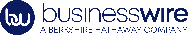 bw businesswire
A BERKSHIRE HATHAWAY COMPANY